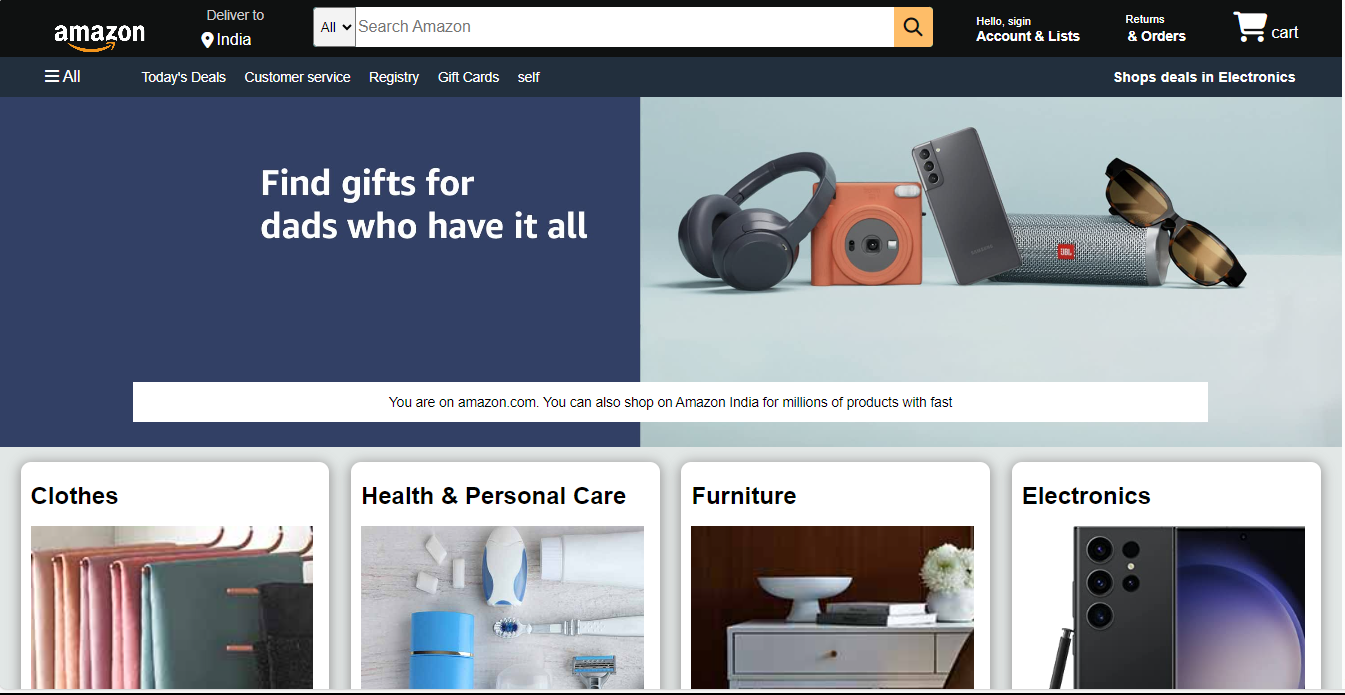 amazon
Deliver to
India
All
Search Amazon
Hello, sigin
Account & Lists
Returns
& Orders
cart
All
Today's Deals
Customer service
Registry
Gift Cards
self
Shops deals in Electronics
Find gifts for
dads who have it all
SAMSUNG
JBL
You are on amazon.com. You can also shop on Amazon India for millions of products with fast
Clothes
Health & Personal Care
Furniture
Electronics